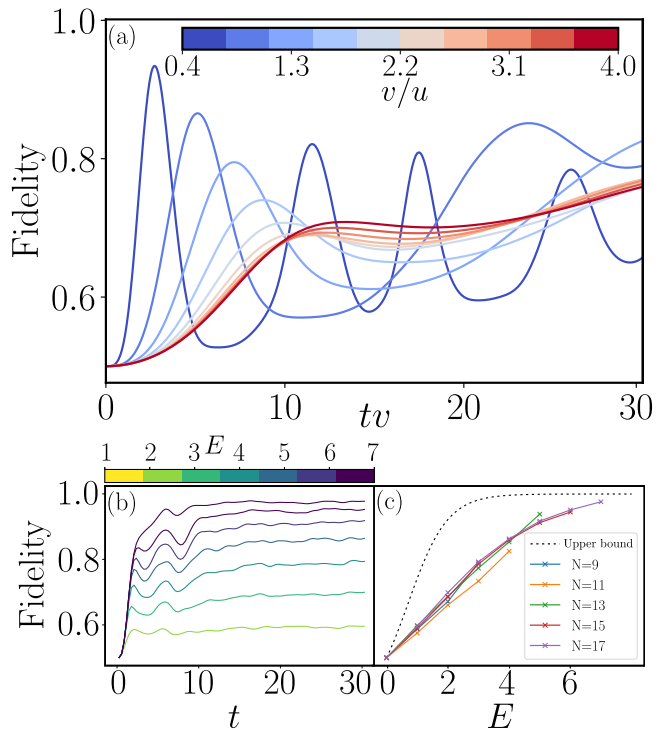 1.0
(a)
0.4 1.3 2.2 3.1 4.0
v/u
0.8
Fidelity
0.6
0 10 20 30
tv
1 2 3 E 4 5 6 7
1.0
(b)
(c)
0.8
Fidelity
0.6
Upper bound
N=9
N=11
N=13
N=15
N=17
0 10 20 30
0 2 4 6
t
E